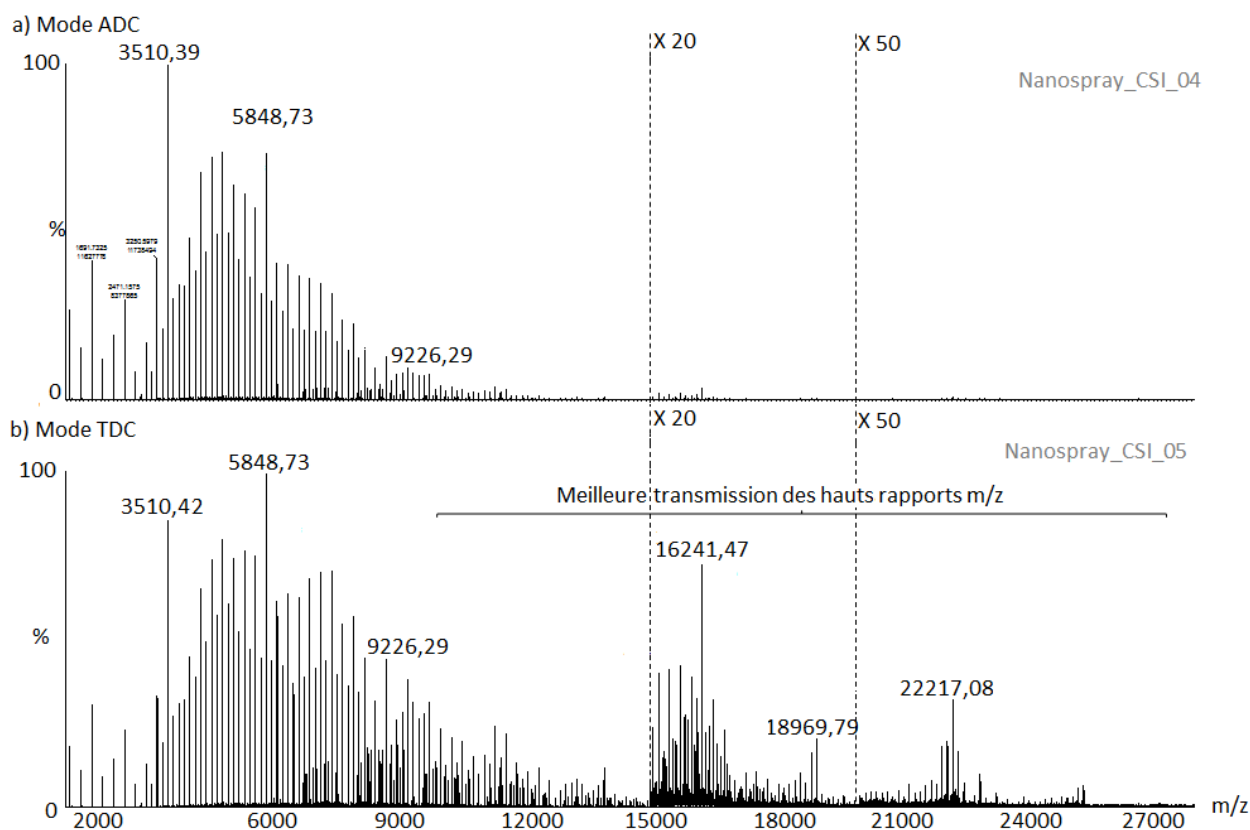 a) Mode ADC
X 20
X 50
3510,39
100
Nanospray_CSI_04
5848,73
%
9226,29
0
b) Mode TDC
X 20
X 50
Nanospray_CSI_05
5848,73
100
Meilleure transmission des hauts rapports m/z
3510,42
16241,47
%
9226,29
22217,08
18969,79
0
2000 6000 9000 12000 15000 18000 21000 24000 27000 m/z